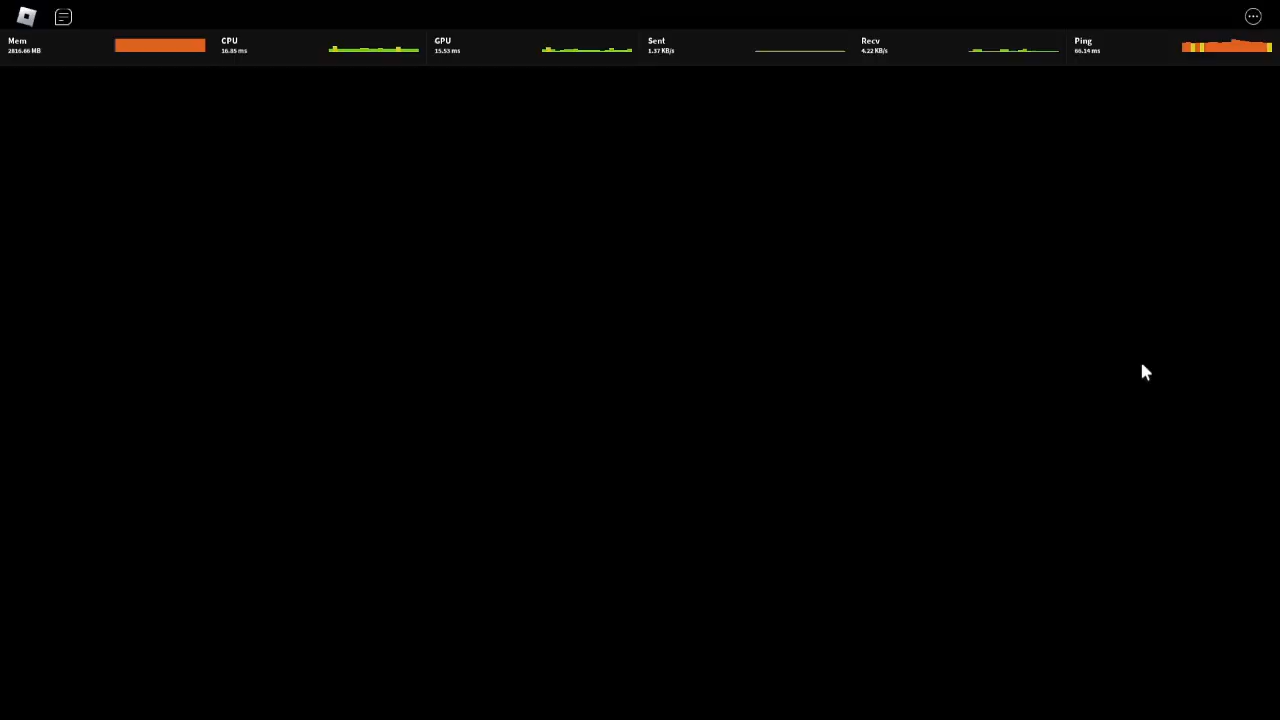 Mem CPU GPU Sent Recv Ping
2816.66 MB 16.85 ms 15.53 ms 1.37 KB/s 4.22 KB/s 66.14 ms